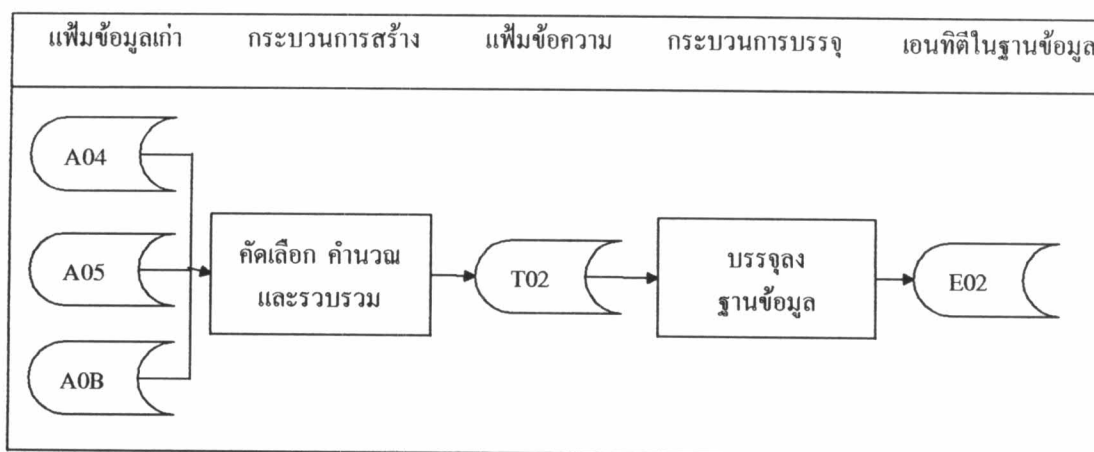 แฟ้มข้อมูลเก่า กระบวนการสร้าง แฟ้มข้อความ กระบวนการบรรจุ เอนทิตีในฐานข้อมูล
A04
A05
A0B
คัดเลือก คำนวณ
และรวบรวม
T02
บรรจุลง
ฐานข้อมูล
E02